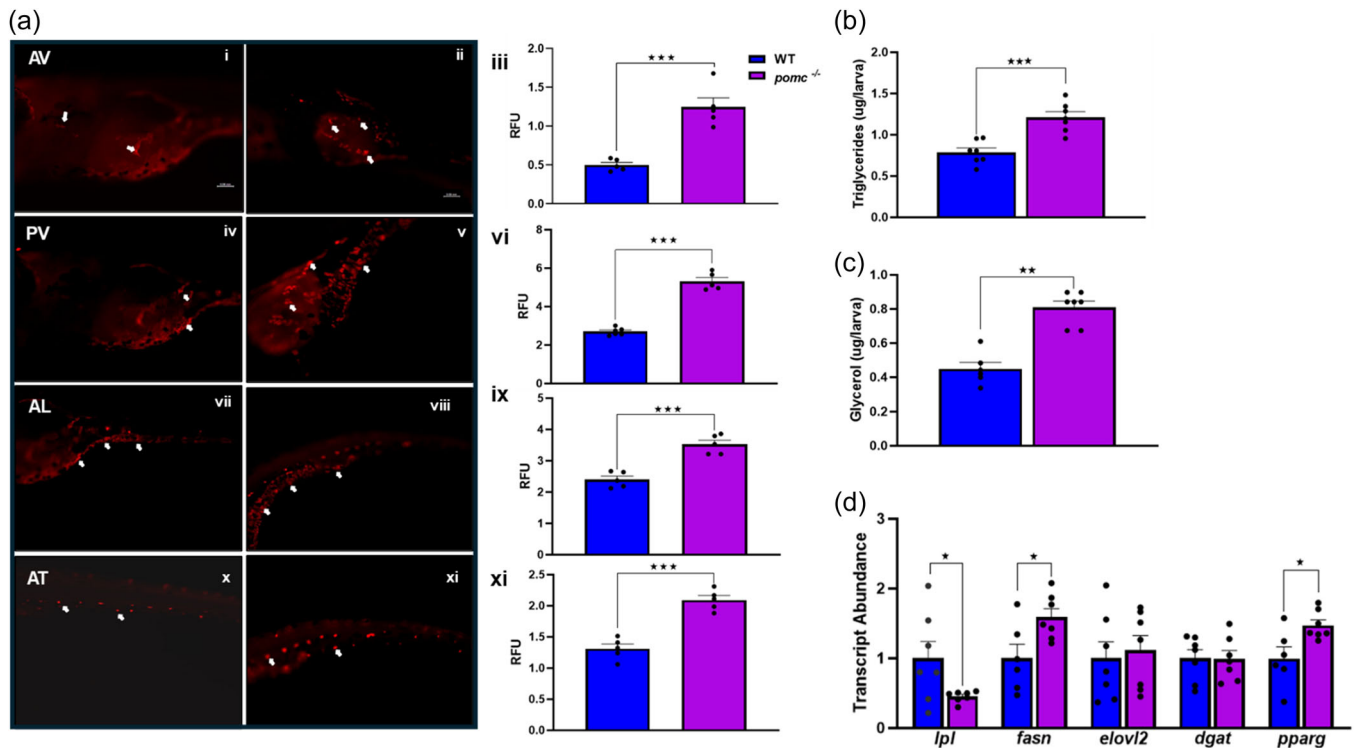 (a)
AV
i
ii
PV
iv
v
AL
vii
viii
AT
x
xi
iii
RFU
2.0
1.5
1.0
0.5
0.0
★★★
WT
pomc -/-
vi
RFU
8
6
4
2
0
★★★
ix
RFU
5
4
3
2
1
0
★★★
xi
RFU
2.5
2.0
1.5
1.0
0.5
0.0
★★★
(b)
Triglycerides (ug/larva)
2.0
1.5
1.0
0.5
0.0
★★★
(c)
Glycerol (ug/larva)
1.0
0.8
0.6
0.4
0.2
0.0
★★
(d)
Transcript Abundance
3
2
1
0
★
★
★
lpl
fasn
elovl2
dgat
pparg